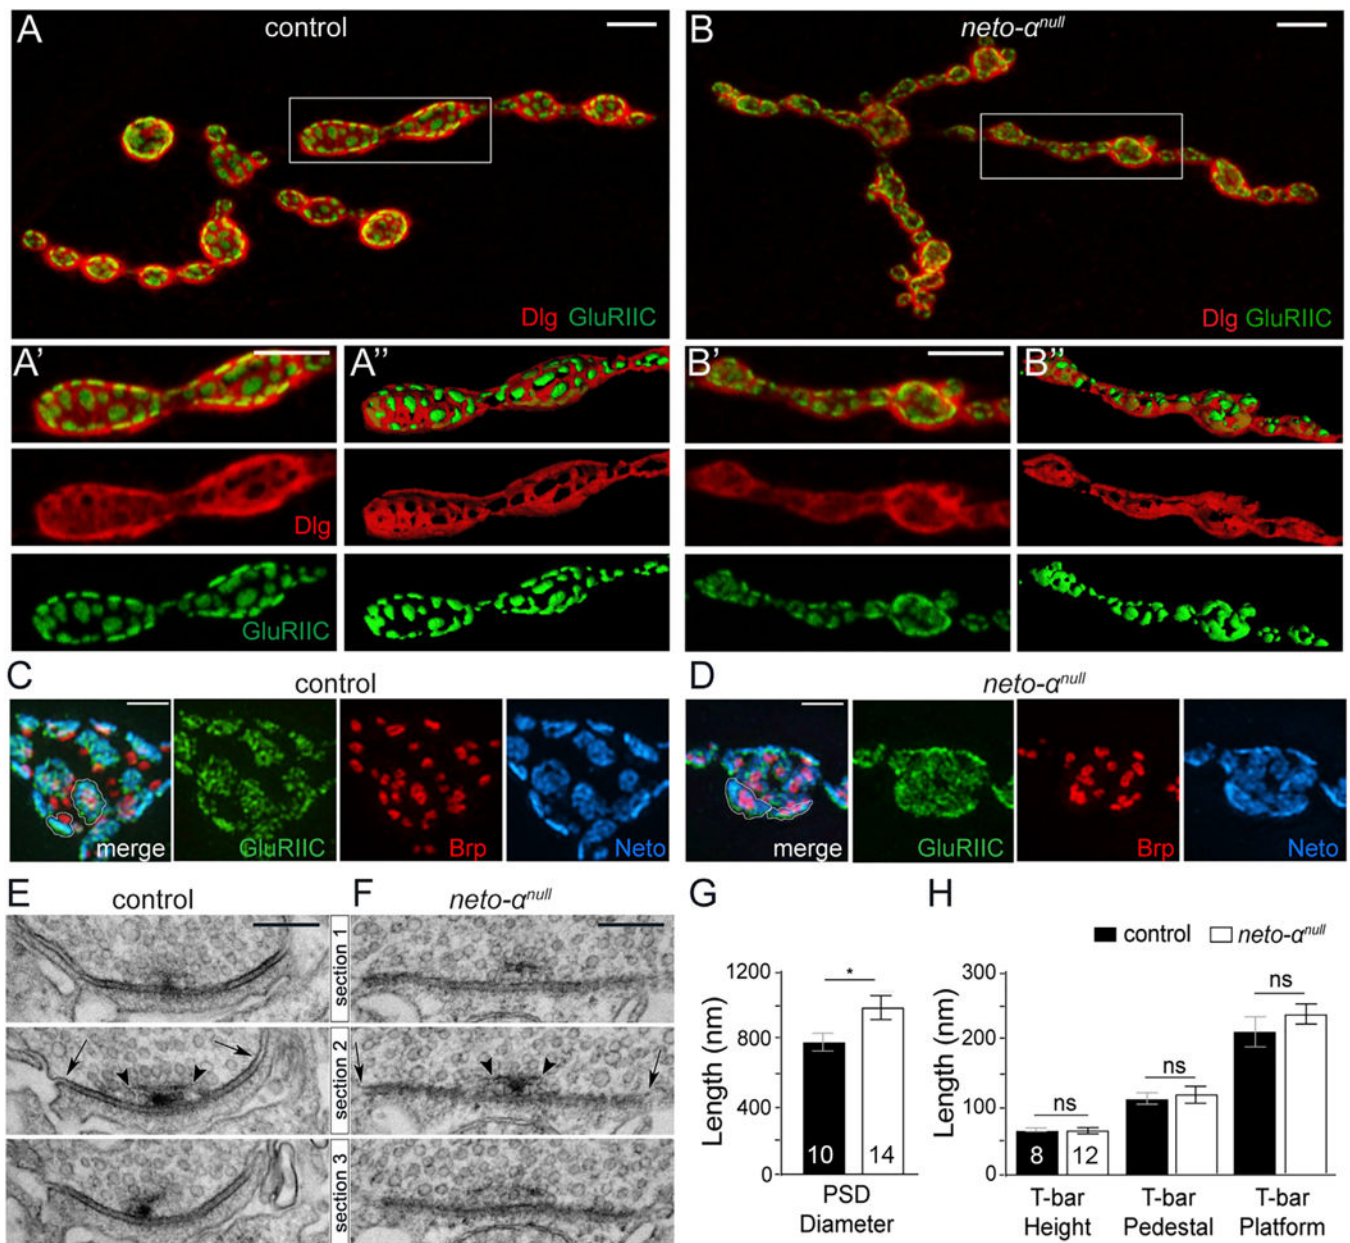 A
control
B
neto-α^null
Dlg GluRIIC
Dlg GluRIIC
A'
A''
B'
B''
Dlg
GluRIIC
C
control
D
neto-α^null
merge
GluRIIC
Brp
Neto
merge
GluRIIC
Brp
Neto
E
control
F
neto-α^null
section 1
section 2
section 3
G
Length (nm)
1200
800
400
0
*
10
14
PSD
Diameter
H
control
neto-α^null
Length (nm)
300
200
100
50
0
ns
ns
ns
8
12
T-bar
Height
T-bar
Pedestal
T-bar
Platform